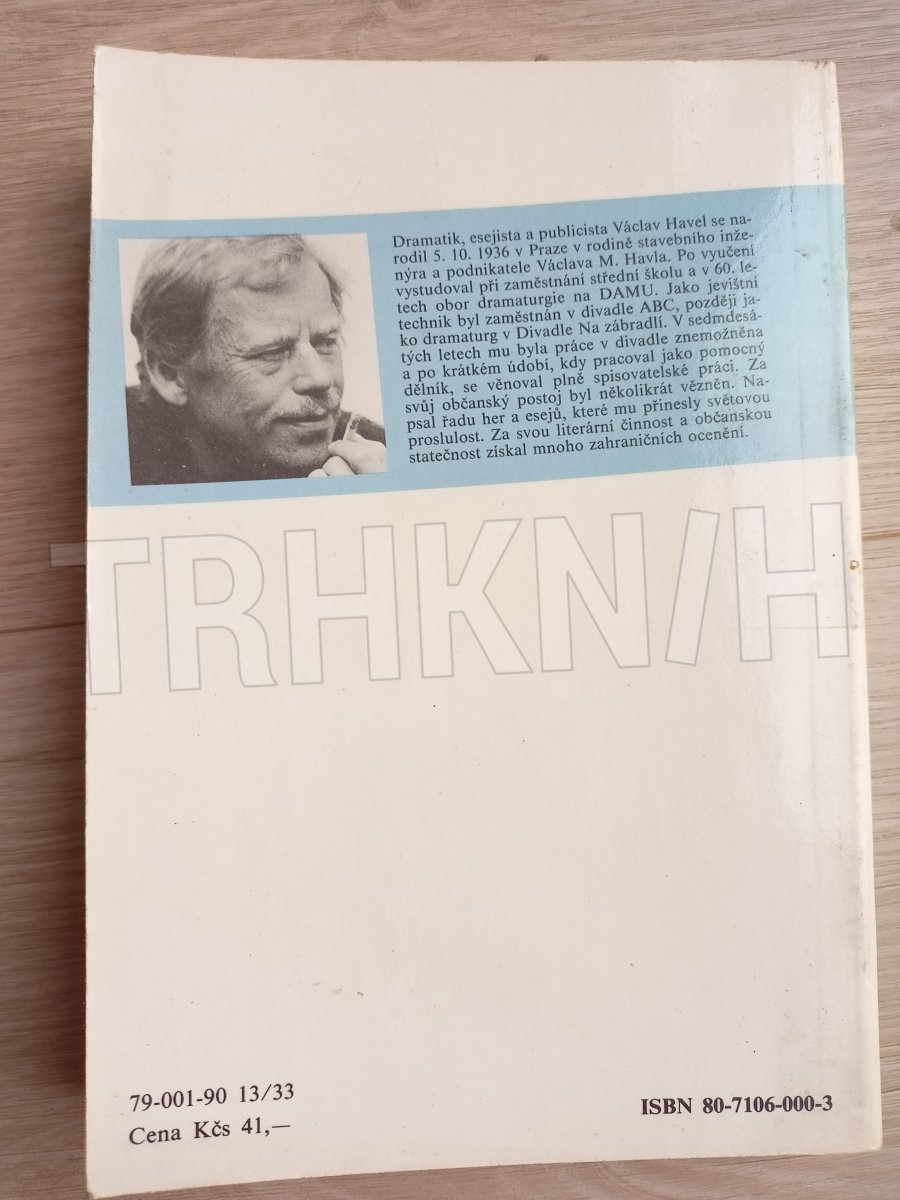 Dramatik, esejista a publicista Václav Havel se na-
rodil 5. 10. 1936 v Praze v rodině stavebního inže-
nýra a podnikatele Václava M. Havla. Po vyučení
vystudoval při zaměstnání střední školu a v 60. le-
tech obor dramaturgie na DAMU. Jako jevištní
technik byl zaměstnán v divadle ABC, později ja-
ko dramaturg v Divadle Na zábradlí. V sedmdesá-
tých letech mu byla práce v divadle znemožněna
a po krátkém údobí, kdy pracoval jako pomocný
dělník, se věnoval plně spisovatelské práci. Za
svůj občanský postoj byl několikrát vězněn. Na-
psal řadu her a esejů, které mu přinesly světovou
proslulost. Za svou literární činnost a občanskou
statečnost získal mnoho zahraničních ocenění.
TRHKN/H
79-001-90 13/33
Cena Kčs 41,—
ISBN 80-7106-000-3